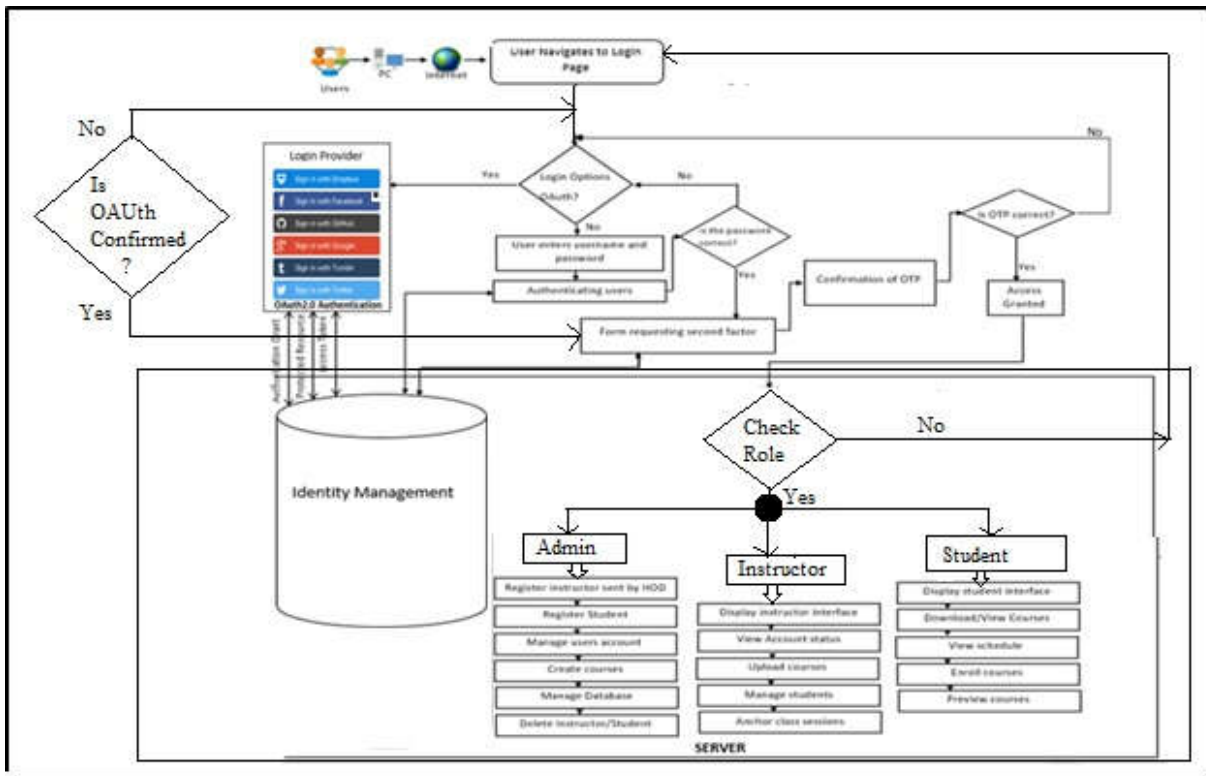 User Navigates to Login
Page
Users
PC
Internet
No
Is
OAUth
Confirmed
?
Yes
Login Provider
Sign in with Dropbox
Sign in with Facebook
Sign in with GitHub
Sign in with Google
Sign in with Tumblr
Sign in with Twitter
OAuth2.0 Authentication
Yes
Login Options
OAuth?
No
No
User enters username and
password
Authenticating users
Is the password
correct?
Yes
Form requesting second factor
Confirmation of OTP
Is OTP correct?
No
Yes
Access
Granted
Protected Resource
Access Token
Identity Management
Check
Role
No
Yes
Admin
Register instructor sent by HOD
Register Student
Manage users account
Create courses
Manage Database
Delete Instructor/Student
Instructor
Display instructor interface
View Account status
Upload courses
Manage students
Anchor class sessions
Student
Display student interface
Download/View Courses
View schedule
Enroll courses
Preview courses
SERVER